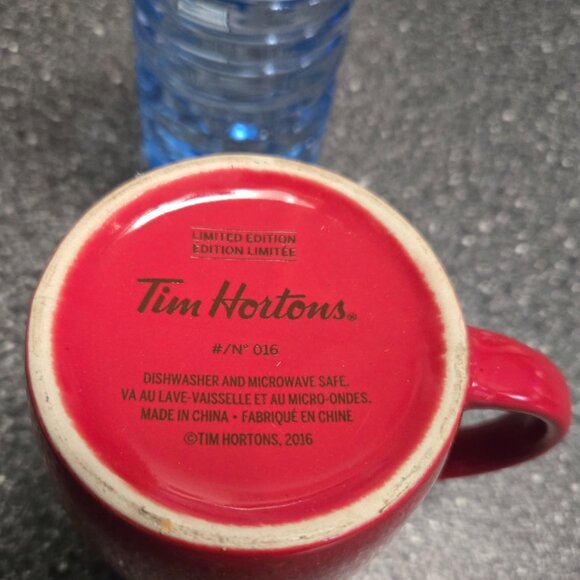 LIMITED EDITION
EDITION LIMITÉE
Tim Hortons®
#/N° 016
DISHWASHER AND MICROWAVE SAFE.
VA AU LAVE-VAISSELLE ET AU MICRO-ONDES.
MADE IN CHINA • FABRIQUÉ EN CHINE
©TIM HORTONS, 2016